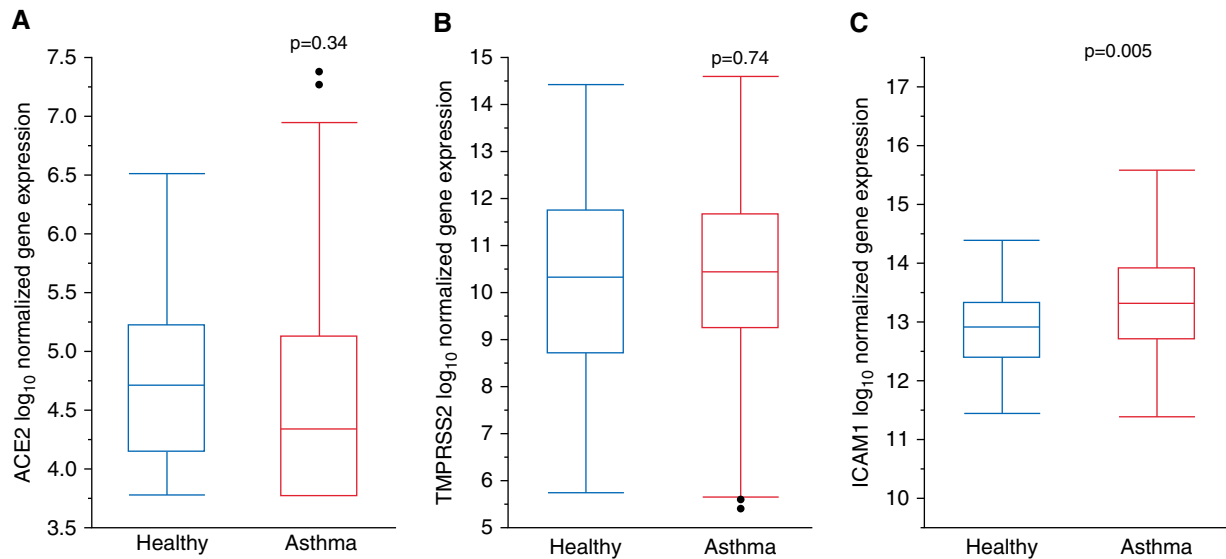 A
p=0.34
ACE2 log10 normalized gene expression
7.5
7.0
6.5
6.0
5.5
5.0
4.5
4.0
3.5
Healthy Asthma
B
p=0.74
TMPRSS2 log10 normalized gene expression
15
14
13
12
11
10
9
8
7
6
5
Healthy Asthma
C
p=0.005
ICAM1 log10 normalized gene expression
17
16
15
14
13
12
11
10
Healthy Asthma